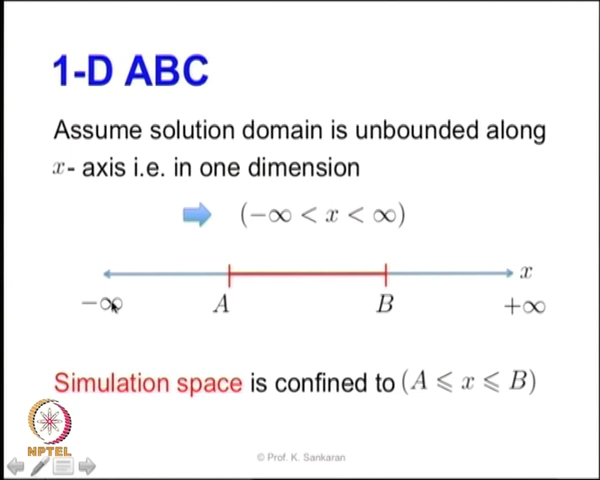 1-D ABC
Assume solution domain is unbounded along
x- axis i.e. in one dimension
(−∞ < x < ∞)
x
−∞ A B +∞
Simulation space is confined to (A ⩽ x ⩽ B)
NPTEL
© Prof. K. Sankaran